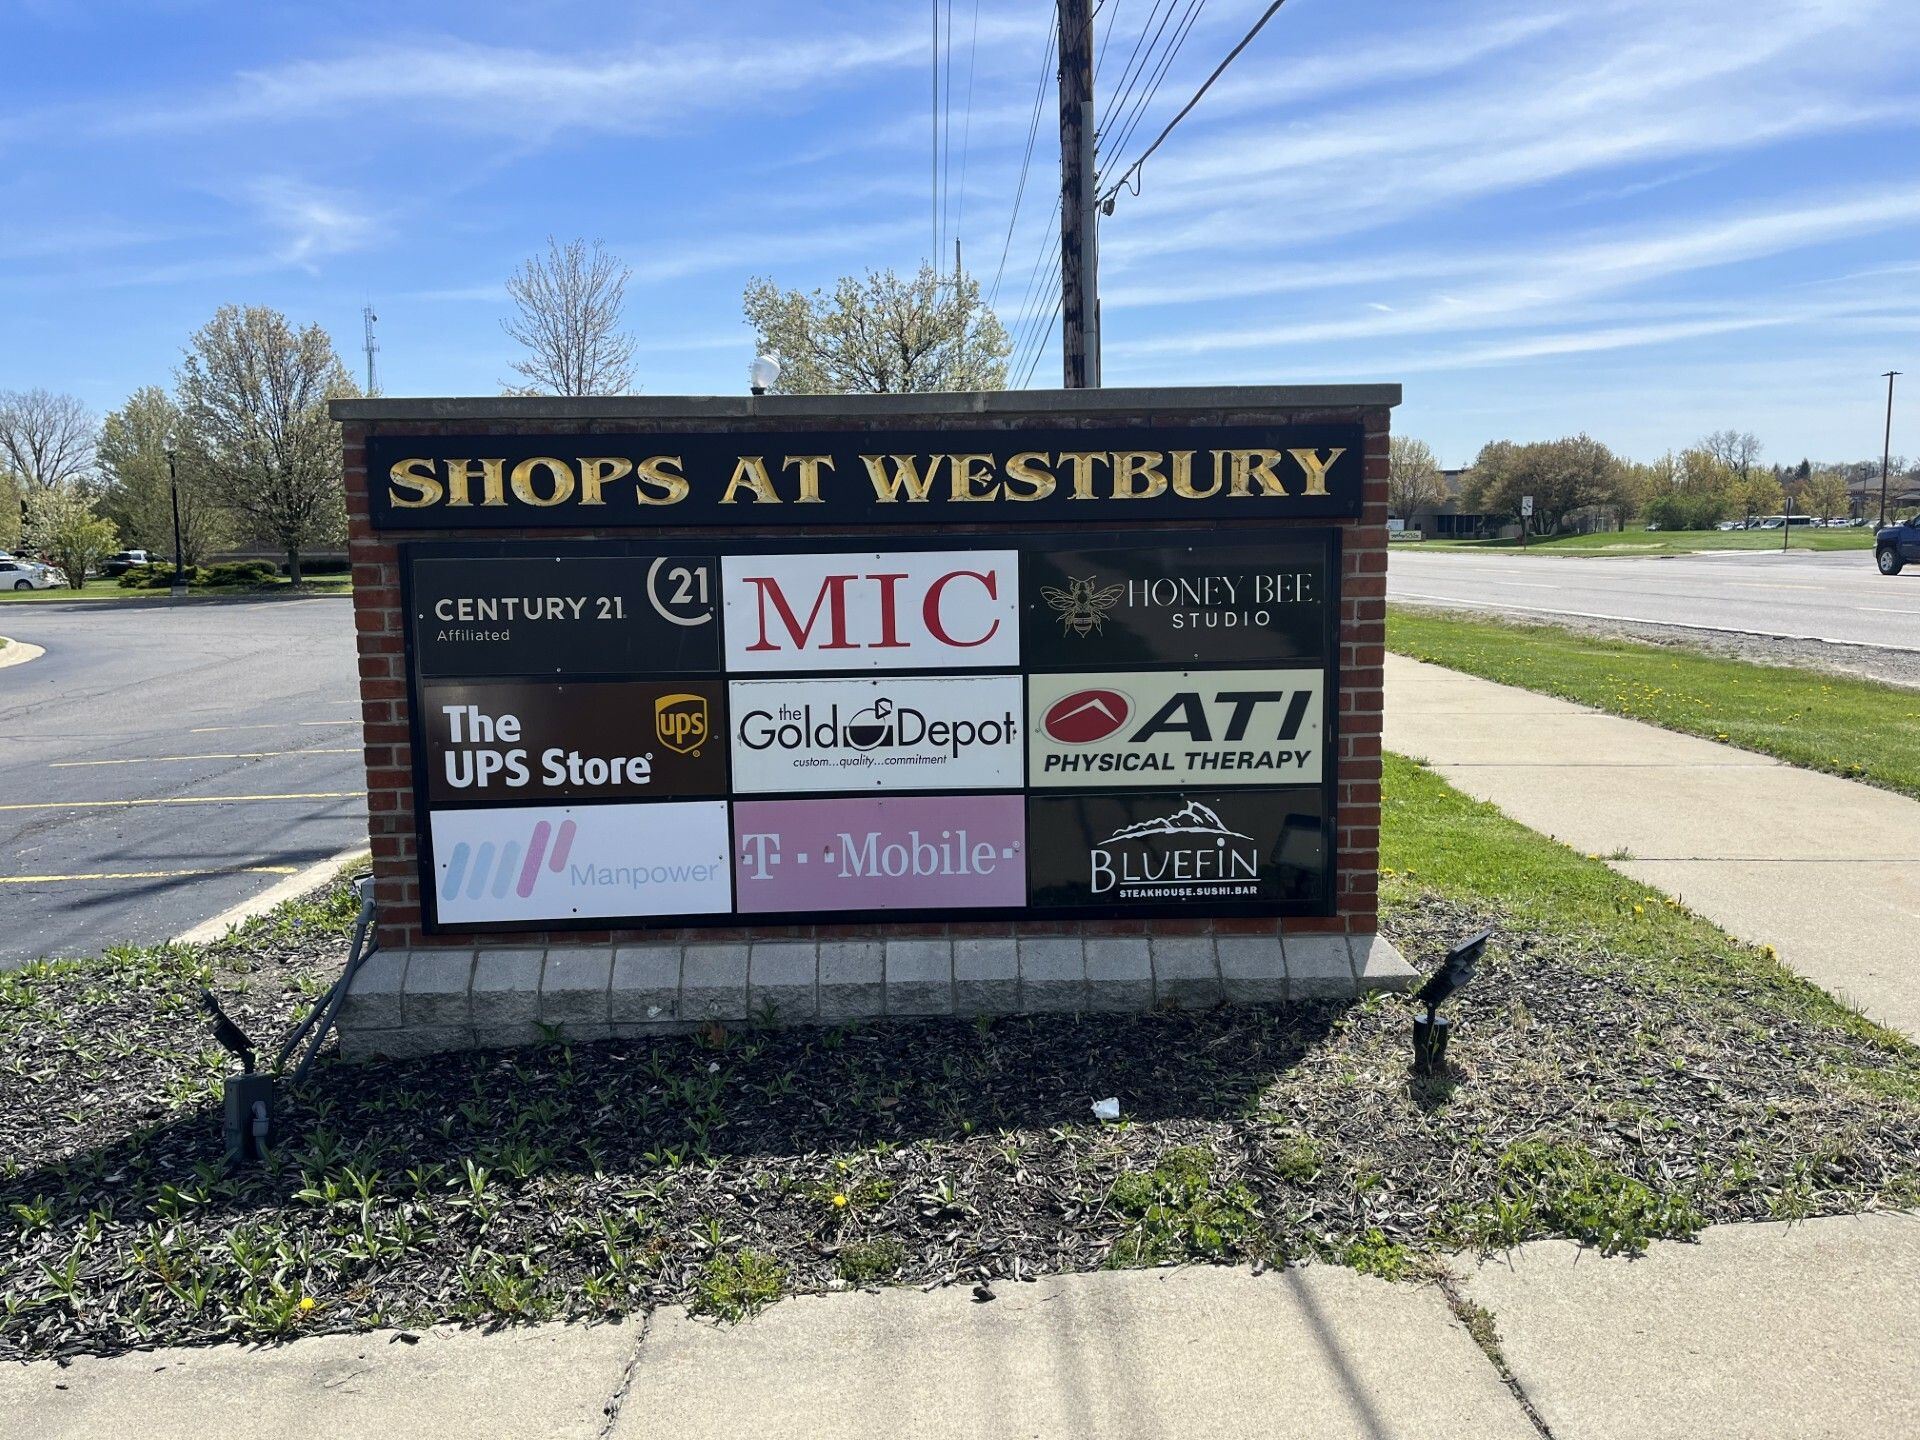 SHOPS AT WESTBURY
CENTURY 21
Affiliated
21
MIC
HONEY BEE
STUDIO
The
UPS Store
ups
the
Gold Depot
custom...quality...commitment
ATI
PHYSICAL THERAPY
Manpower
T··Mobile·
BLUEFiN
STEAKHOUSE.SUSHI.BAR